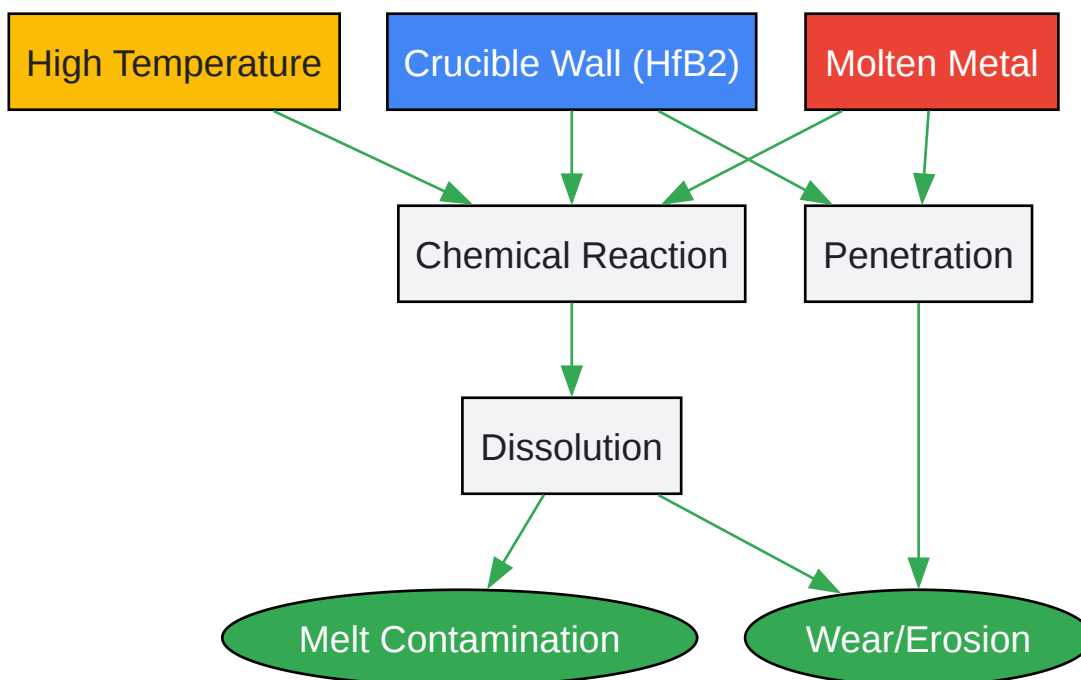 High Temperature
Crucible Wall (HfB2)
Molten Metal
Chemical Reaction
Penetration
Dissolution
Melt Contamination
Wear/Erosion